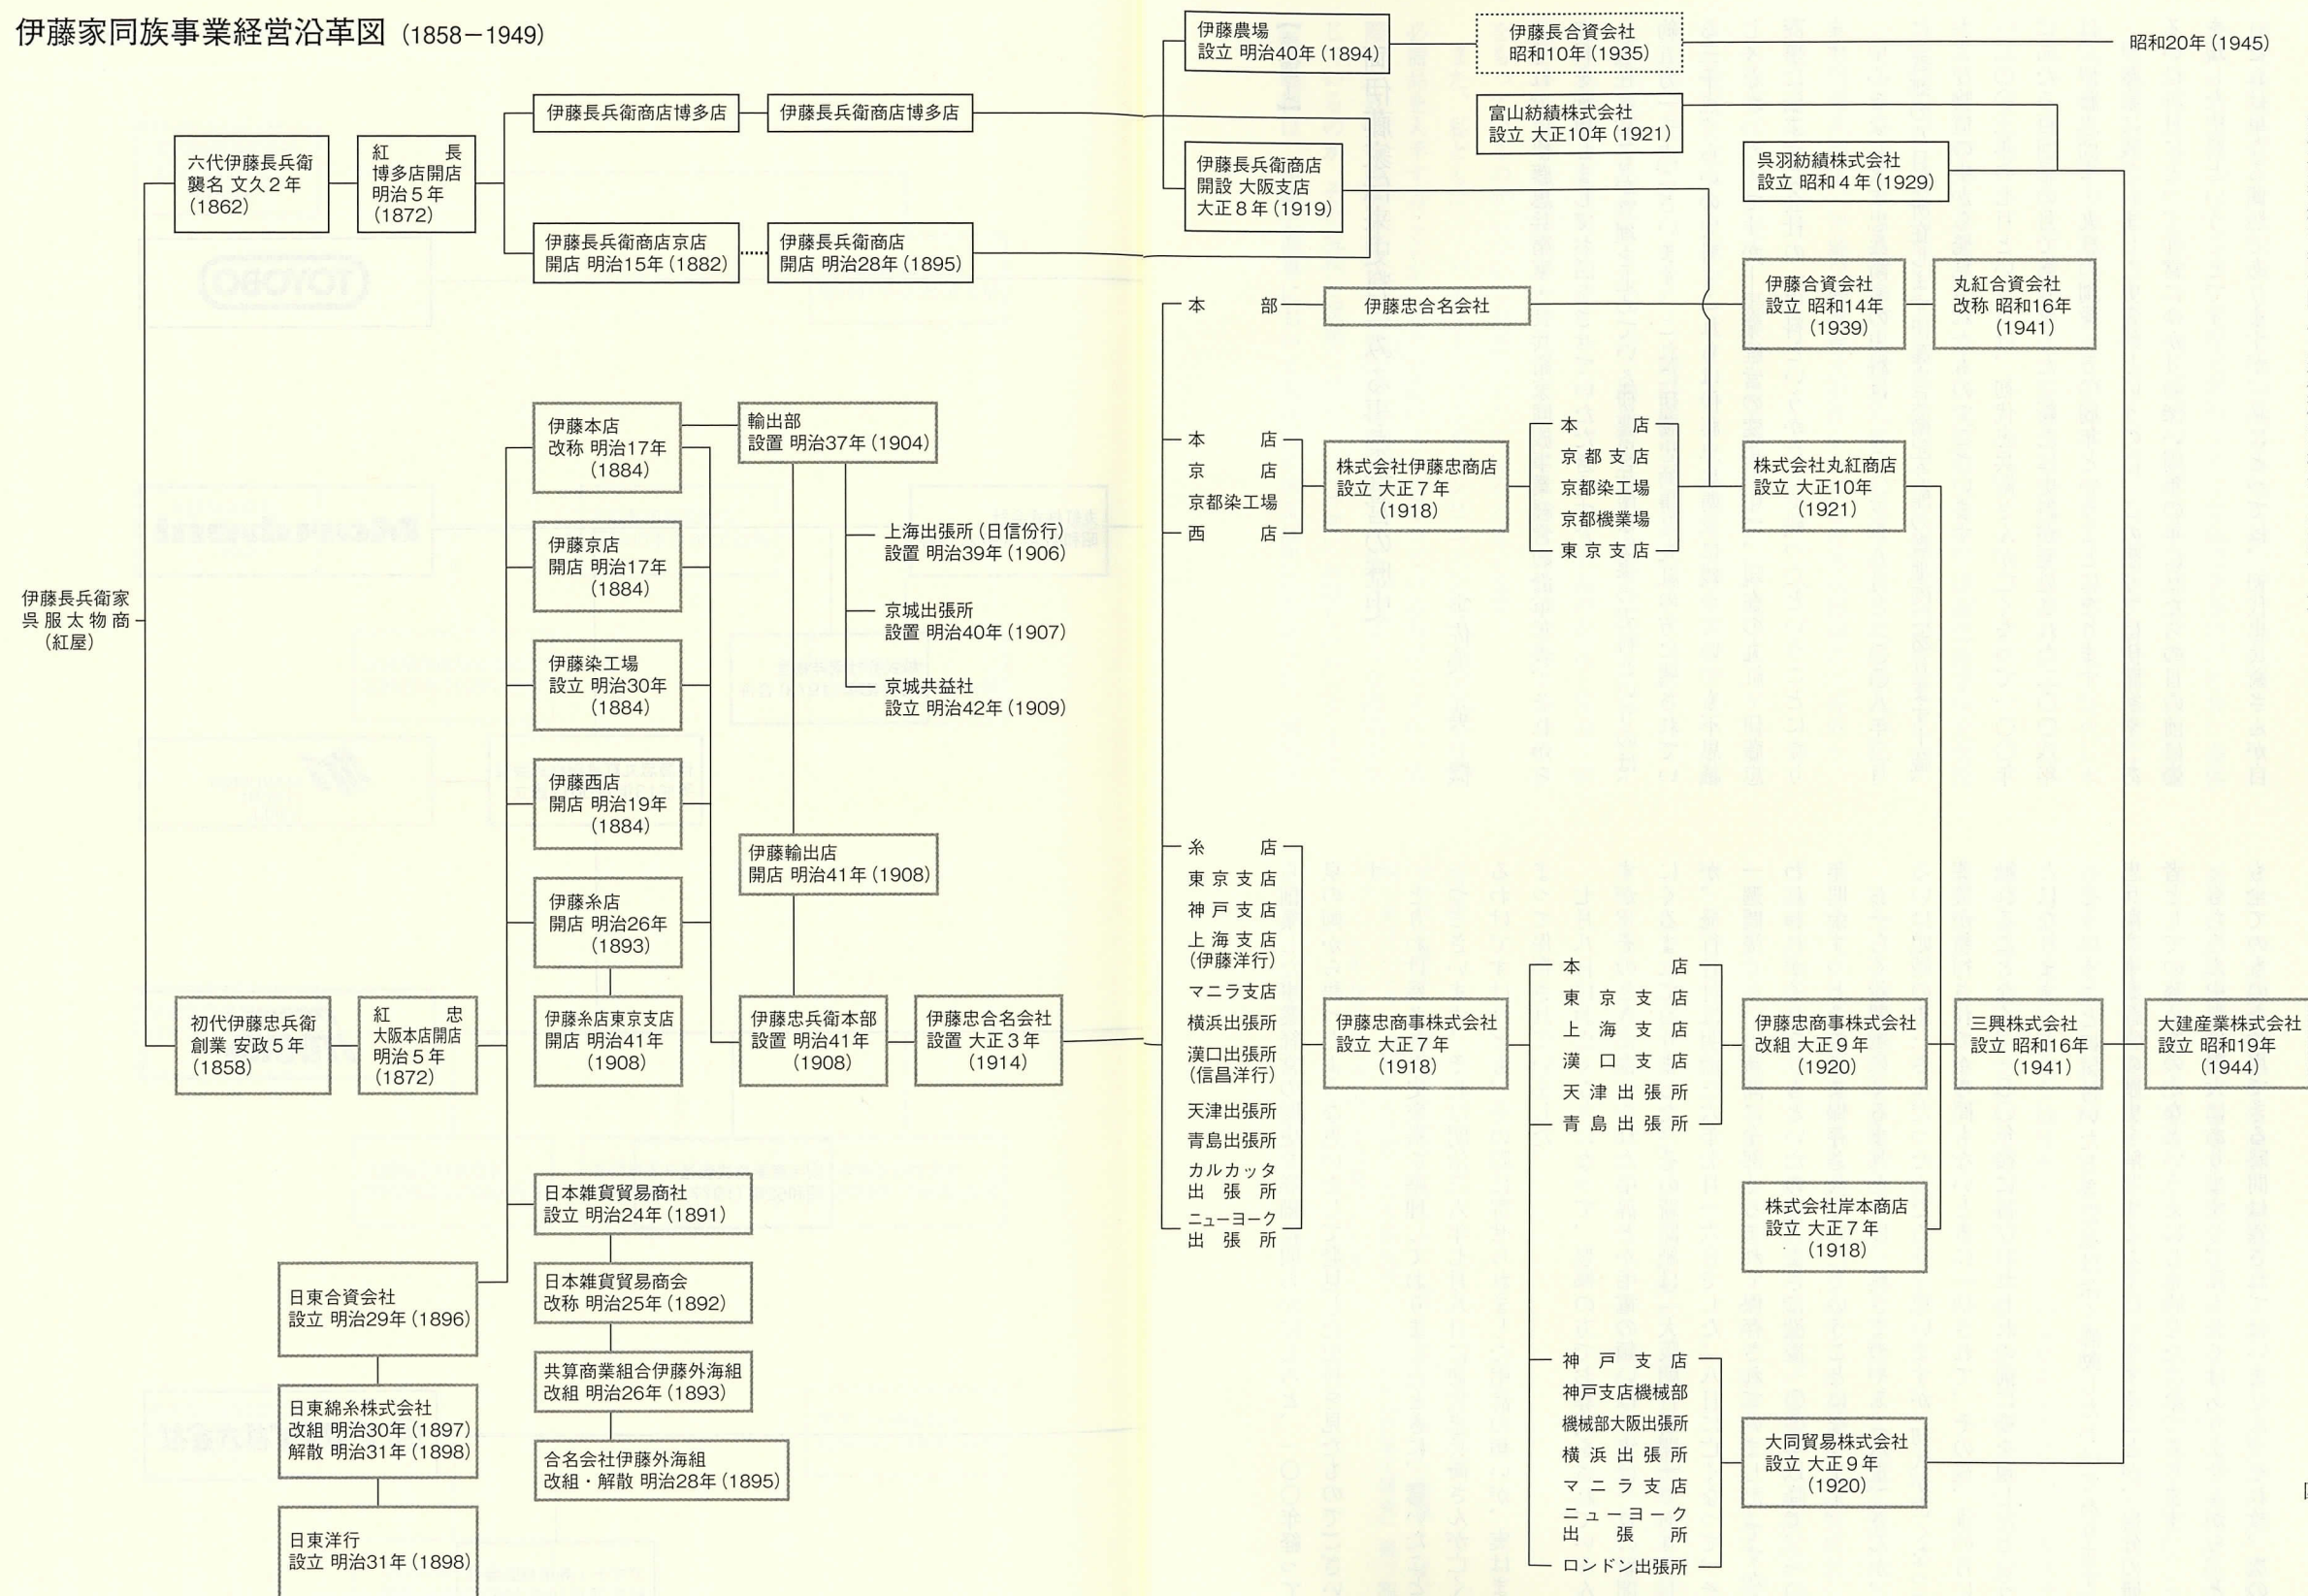 伊藤家同族事業経営沿革図 (1858−1949)
伊藤長兵衛家
呉服太物商
(紅屋)
六代伊藤長兵衛
襲名 文久2年
(1862)
紅 長
博多店開店
明治5年
(1872)
伊藤長兵衛商店博多店
伊藤長兵衛商店博多店
伊藤長兵衛商店京店
開店 明治15年(1882)
伊藤長兵衛商店
開店 明治28年(1895)
初代伊藤忠兵衛
創業 安政5年
(1858)
紅 忠
大阪本店開店
明治5年
(1872)
伊藤本店
改称 明治17年
(1884)
伊藤京店
開店 明治17年
(1884)
伊藤染工場
設立 明治30年
(1884)
伊藤西店
開店 明治19年
(1884)
伊藤糸店
開店 明治26年
(1893)
伊藤糸店東京支店
開店 明治41年
(1908)
輸出部
設置 明治37年(1904)
上海出張所(日信份行)
設置 明治39年(1906)
京城出張所
設置 明治40年(1907)
京城共益社
設立 明治42年(1909)
伊藤輸出店
開店 明治41年(1908)
伊藤忠兵衛本部
設置 明治41年
(1908)
伊藤忠合名会社
設置 大正3年
(1914)
日本雑貨貿易商社
設立 明治24年(1891)
日本雑貨貿易商会
改称 明治25年(1892)
共算商業組合伊藤外海組
改組 明治26年(1893)
合名会社伊藤外海組
改組・解散 明治28年(1895)
日東合資会社
設立 明治29年(1896)
日東綿糸株式会社
改組 明治30年(1897)
解散 明治31年(1898)
日東洋行
設立 明治31年(1898)
伊藤農場
設立 明治40年(1894)
伊藤長合資会社
昭和10年(1935)
昭和20年(1945)
伊藤長兵衛商店
開設 大阪支店
大正8年(1919)
富山紡績株式会社
設立 大正10年(1921)
呉羽紡績株式会社
設立 昭和4年(1929)
本 部
伊藤忠合名会社
伊藤合資会社
設立 昭和14年
(1939)
丸紅合資会社
改称 昭和16年
(1941)
本 店
京 店
京都染工場
西 店
株式会社伊藤忠商店
設立 大正7年
(1918)
本 店
京都支店
京都染工場
京都機業場
東京支店
株式会社丸紅商店
設立 大正10年
(1921)
糸 店
東京支店
神戸支店
上海支店
(伊藤洋行)
マニラ支店
横浜出張所
漢口出張所
(信昌洋行)
天津出張所
青島出張所
カルカッタ
出張所
ニューヨーク
出張所
伊藤忠商事株式会社
設立 大正7年
(1918)
本 店
東京支店
上海支店
漢口支店
天津出張所
青島出張所
伊藤忠商事株式会社
改組 大正9年
(1920)
三興株式会社
設立 昭和16年
(1941)
大建産業株式会社
設立 昭和19年
(1944)
株式会社岸本商店
設立 大正7年
(1918)
神戸支店
神戸支店機械部
機械部大阪出張所
横浜出張所
マニラ支店
ニューヨーク
出張所
ロンドン出張所
大同貿易株式会社
設立 大正9年
(1920)